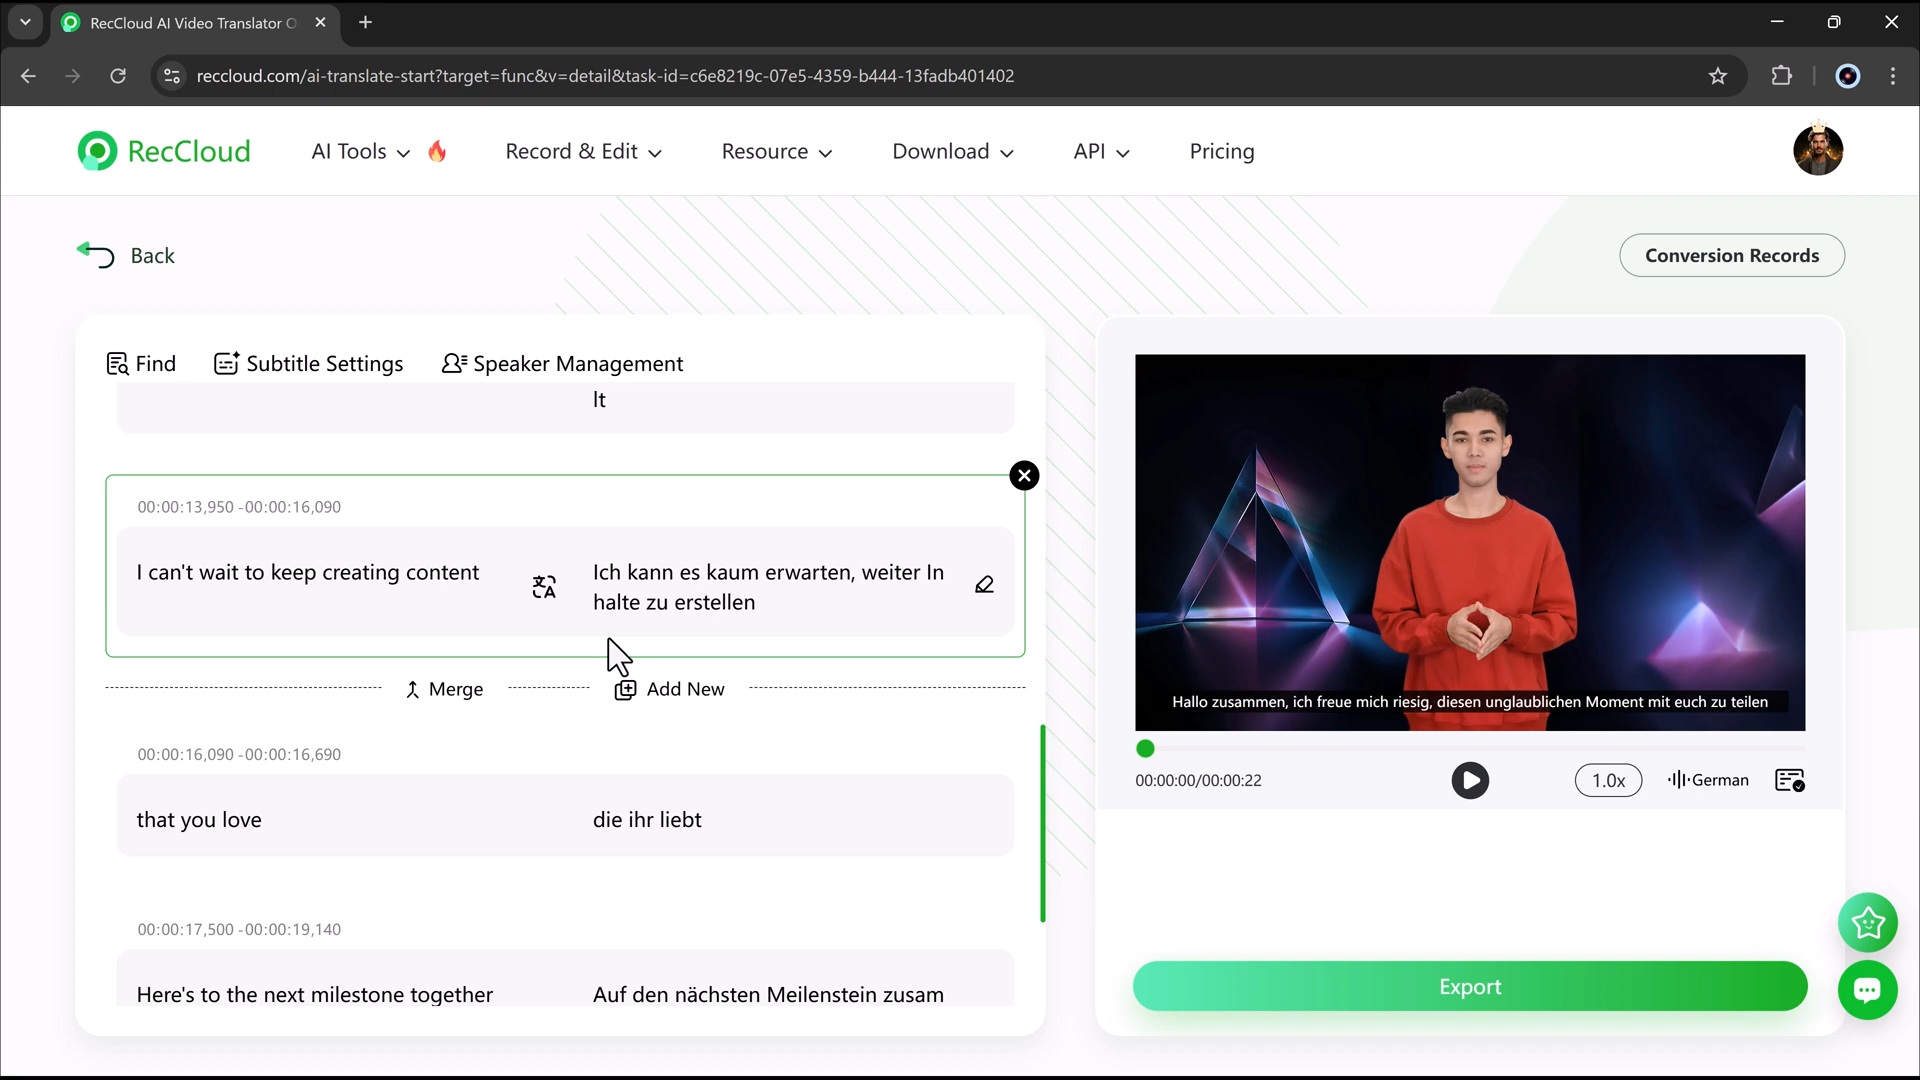 RecCloud AI Video Translator O
reccloud.com/ai-translate-start?target=func&v=detail&task-id=c6e8219c-07e5-4359-b444-13fadb401402
RecCloud
AI Tools
Record & Edit
Resource
Download
API
Pricing
Back
Conversion Records
Find
Subtitle Settings
Speaker Management
lt
00:00:13,950 -00:00:16,090
I can't wait to keep creating content
Ich kann es kaum erwarten, weiter In
halte zu erstellen
Merge
Add New
00:00:16,090 -00:00:16,690
that you love
die ihr liebt
00:00:17,500 -00:00:19,140
Here's to the next milestone together
Auf den nächsten Meilenstein zusam
Hallo zusammen, ich freue mich riesig, diesen unglaublichen Moment mit euch zu teilen
00:00:00/00:00:22
1.0x
German
Export